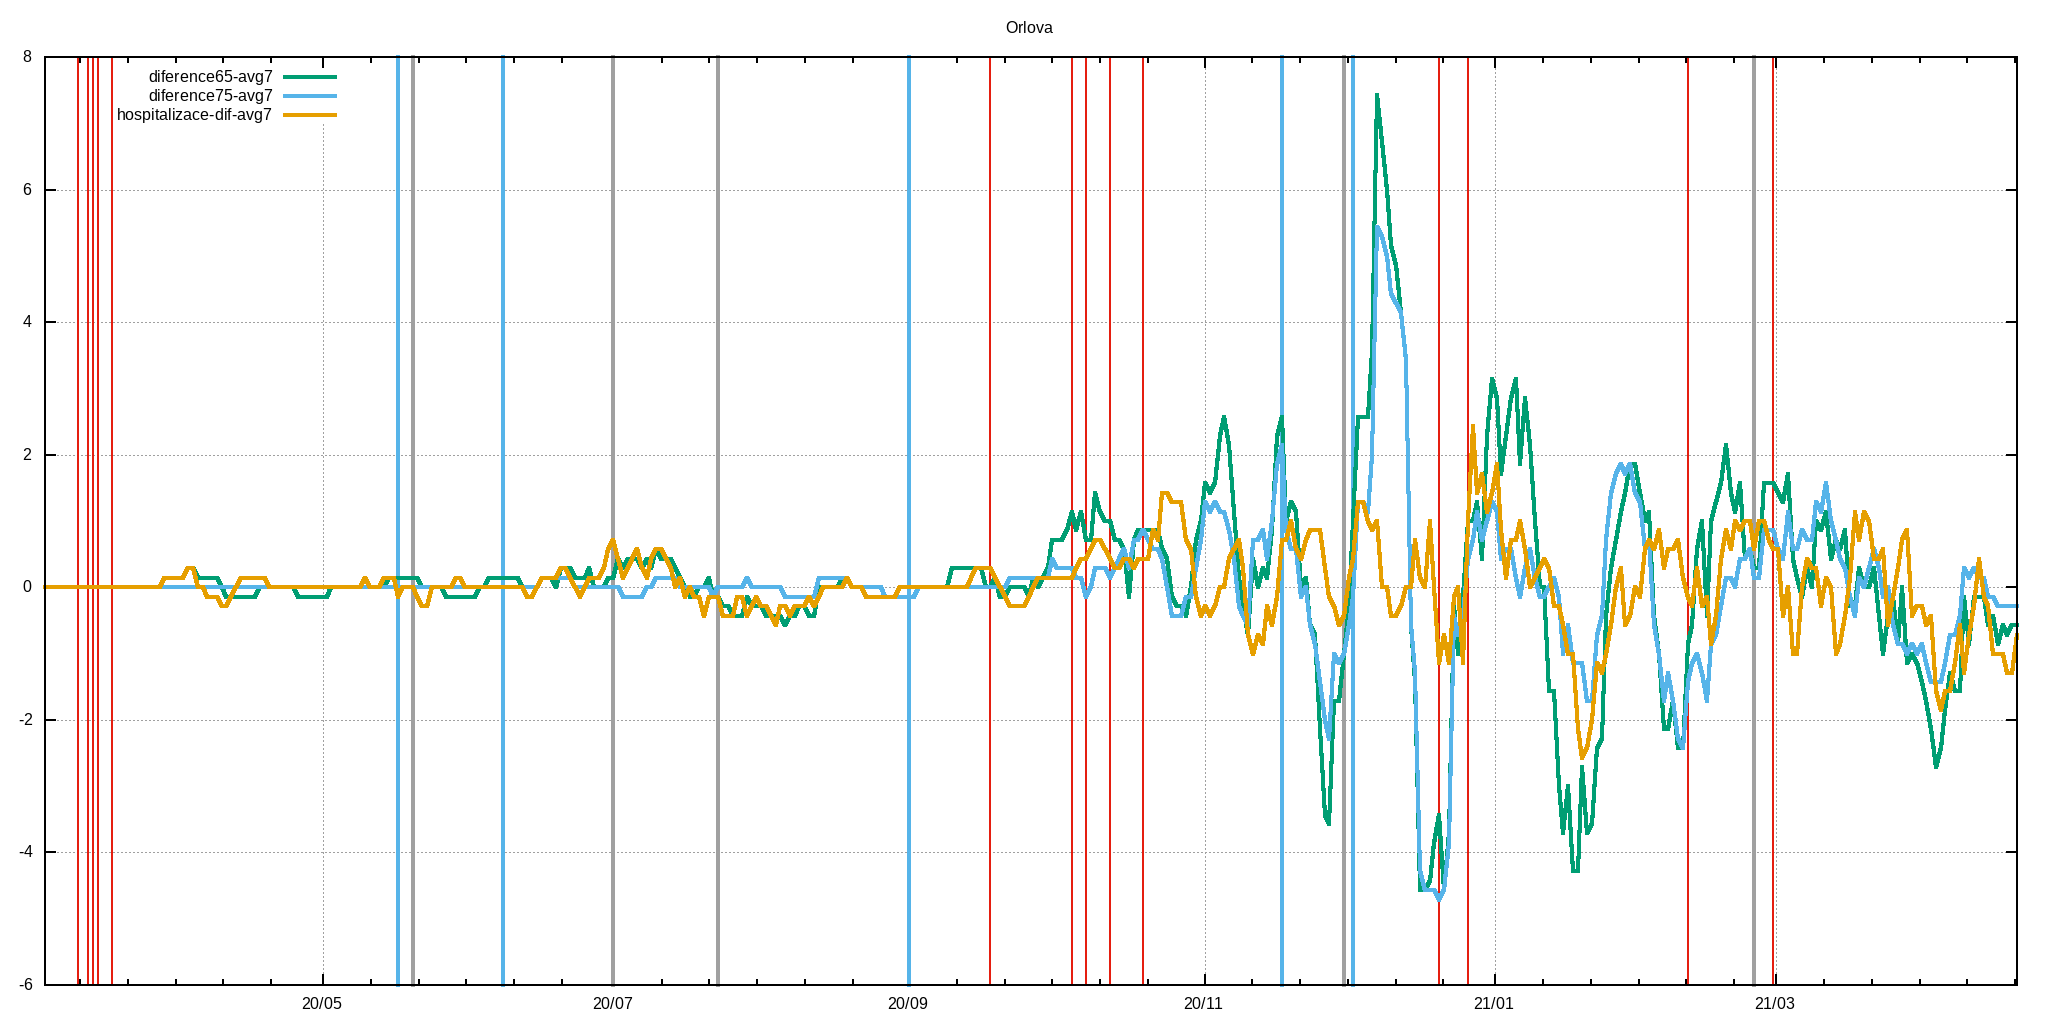 Orlova
8
diference65-avg7
diference75-avg7
hospitalizace-dif-avg7
6
4
2
0
-2
-4
-6
20/05 20/07 20/09 20/11 21/01 21/03